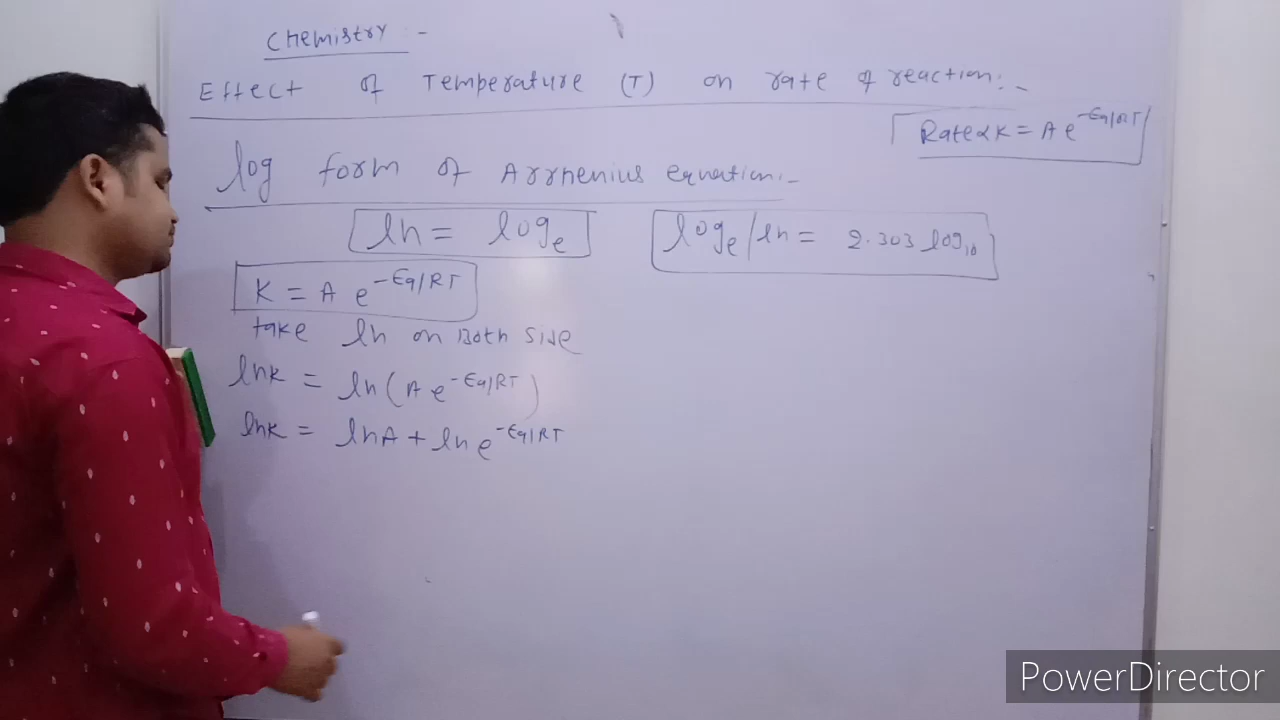 Chemistry -
Effect of Temperature (T) on rate of reaction:-
Rate ∝ K = A e^-Ea/RT
log form of Arrhenius equation:-
ln = logₑ
logₑ/ln = 2.303 log₁₀
K = A e^-Ea/RT
take ln on Both side
lnK = ln(A e^-Ea/RT)
lnK = lnA + ln e^-Ea/RT
PowerDirector